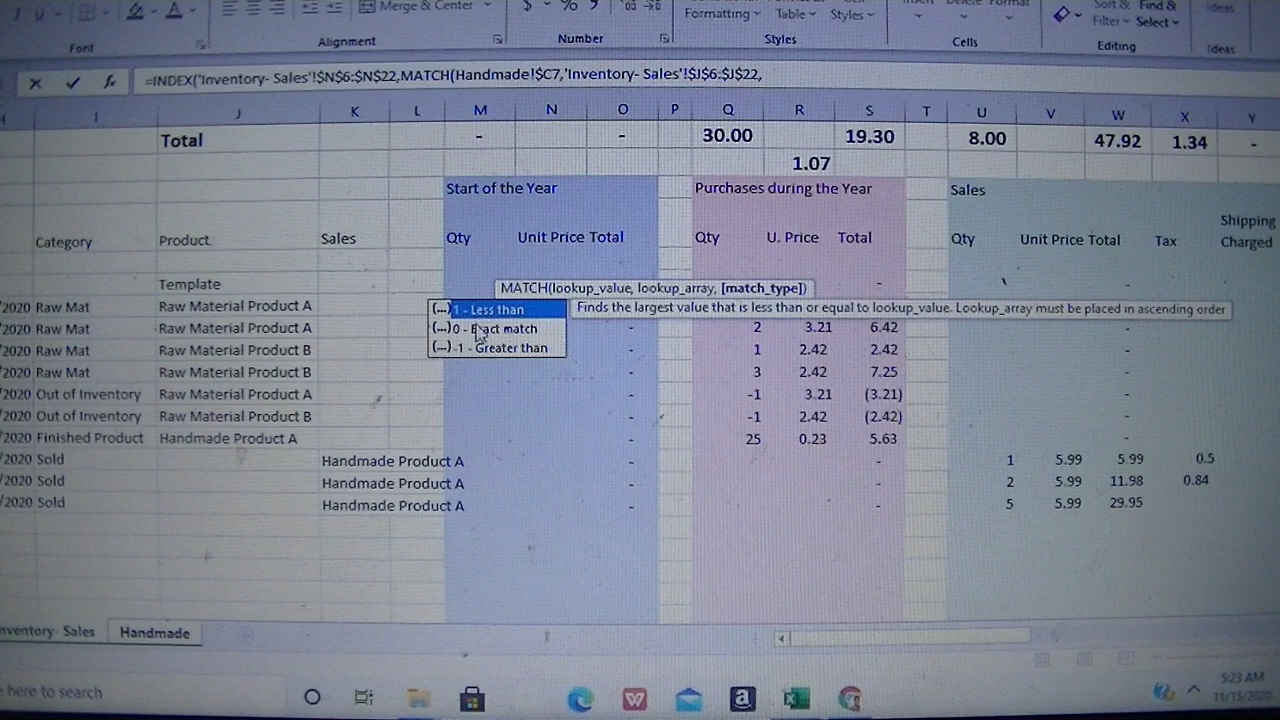 Merge & Center
$ % 9
Formatting Table Styles
Sort & Find &
Filter Select
Ideas
Font Alignment Number Styles Cells Editing Ideas
=INDEX('Inventory- Sales'!$N$6:$N$22,MATCH(Handmade!$C7,'Inventory- Sales'!$J$6:$J$22,
I J K L M N O P Q R S T U V W X Y
Total - - 30.00 19.30 8.00 47.92 1.34 -
1.07
Start of the Year Purchases during the Year Sales
Shipping
Category Product Sales Qty Unit Price Total Qty U. Price Total Qty Unit Price Total Tax Charged
Template - -
MATCH(lookup_value, lookup_array, [match_type])
/2020 Raw Mat Raw Material Product A (...) 1 - Less than Finds the largest value that is less than or equal to lookup_value. Lookup_array must be placed in ascending order
/2020 Raw Mat Raw Material Product A (...) 0 - Exact match - 2 3.21 6.42 -
/2020 Raw Mat Raw Material Product B (...) -1 - Greater than - 1 2.42 2.42 -
/2020 Raw Mat Raw Material Product B - 3 2.42 7.25 -
/2020 Out of Inventory Raw Material Product A - -1 3.21 (3.21) -
/2020 Out of Inventory Raw Material Product B - -1 2.42 (2.42) -
/2020 Finished Product Handmade Product A - 25 0.23 5.63 -
/2020 Sold Handmade Product A - - 1 5.99 5.99 0.5
/2020 Sold Handmade Product A - - 2 5.99 11.98 0.84
/2020 Sold Handmade Product A - - 5 5.99 29.95
nventory- Sales Handmade
here to search
5:23 AM
11/15/2020